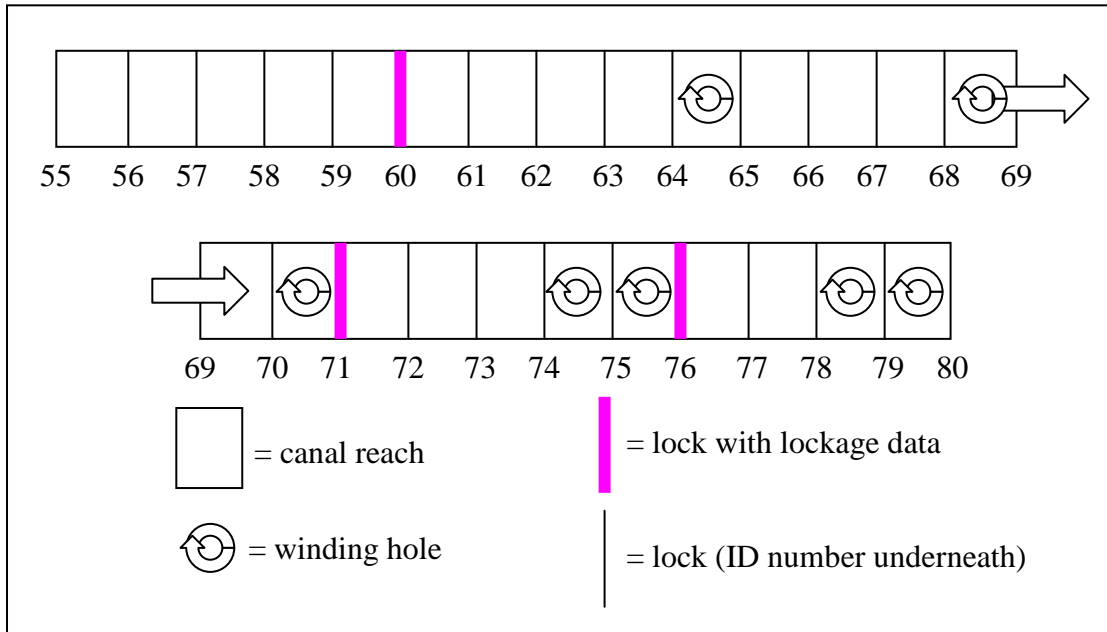 55 56 57 58 59 60 61 62 63 64 65 66 67 68 69
69 70 71 72 73 74 75 76 77 78 79 80
= canal reach
= lock with lockage data
= winding hole
= lock (ID number underneath)